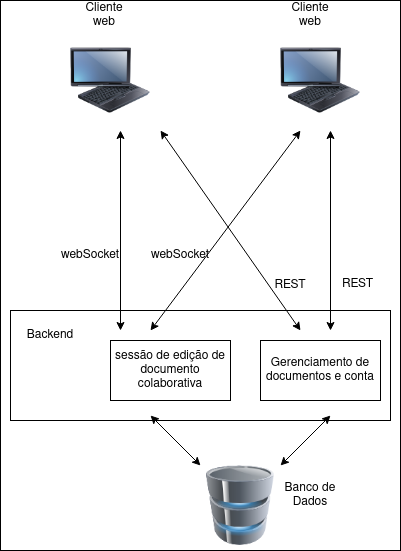 Cliente
web
Cliente
web
webSocket
webSocket
REST
REST
Backend
sessão de edição de
documento
colaborativa
Gerenciamento de
documentos e conta
Banco de
Dados